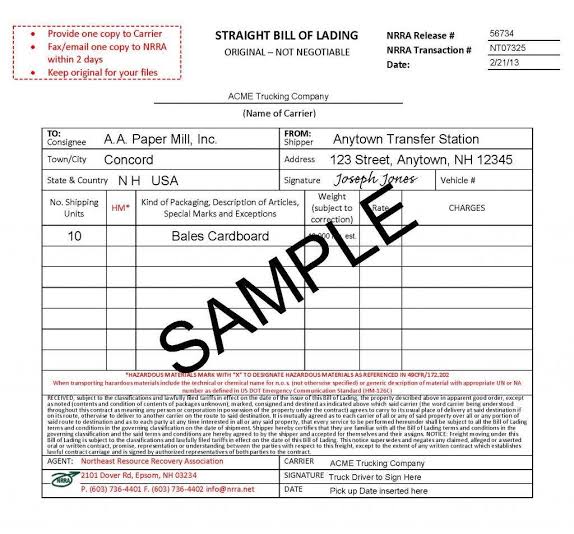 • Provide one copy to Carrier
• Fax/email one copy to NRRA
within 2 days
• Keep original for your files
STRAIGHT BILL OF LADING
ORIGINAL – NOT NEGOTIABLE
NRRA Release # 56734
NRRA Transaction # NT07325
Date: 2/21/13
ACME Trucking Company
(Name of Carrier)
TO:
Consignee A.A. Paper Mill, Inc.
FROM:
Shipper Anytown Transfer Station
Town/City Concord
Address 123 Street, Anytown, NH 12345
State & Country N H USA
Signature Joseph Jones Vehicle #
No. Shipping
Units
HM*
Kind of Packaging, Description of Articles,
Special Marks and Exceptions
Weight
(subject to
correction)
Rate
CHARGES
10 Bales Cardboard est.
SAMPLE
*HAZARDOUS MATERIALS MARK WITH "X" TO DESIGNATE HAZARDOUS MATERIALS AS REFERENCED IN 49CFR/172.202
When transporting hazardous materials include the technical or chemical name for n.o.s. (not otherwise specified) or generic description of material with appropriate UN or NA
number as defined in US DOT Emergency Communication Standard (HM-126C)
RECEIVED, subject to the classifications and lawfully filed tariffs in effect on the date of the issue of this Bill of Lading, the property described above in apparent good order, except
as noted (contents and condition of contents of packages unknown), marked, consigned and destined as indicated above which said carrier (the word carrier being understood
throughout this contract as meaning any person or corporation in possession of the property under the contract) agrees to carry to its usual place of delivery at said destination if
on its route, otherwise to deliver to another carrier on the route to said destination. It is mutually agreed as to each carrier of all or any of said property over all or any portion of
said route to destination and as to each party at any time interested in all or any said property, that every service to be performed hereunder shall be subject to all the Bill of Lading
terms and conditions in the governing classification on the date of shipment. Shipper hereby certifies that they are familiar with all the Bill of Lading terms and conditions in the
governing classification and the said terms and conditions are hereby agreed to by the shipper and accepted for themselves and their assigns. NOTICE: Freight moving under this
Bill of Lading is subject to the classifications and lawfully filed tariffs in effect on the date of this Bill of Lading. This notice supersedes and negates any claimed, alleged or asserted
oral or written contract, promise, representation or understanding between the parties with respect to this freight, except to the extent of any written contract which establishes
lawful contract carriage and is signed by authorized representatives of both parties to the contract.
AGENT: Northeast Resource Recovery Association
CARRIER ACME Trucking Company
NRRA
2101 Dover Rd, Epsom, NH 03234
SIGNATURE Truck Driver to Sign Here
P. (603) 736-4401 F. (603) 736-4402 info@nrra.net
DATE Pick up Date inserted here